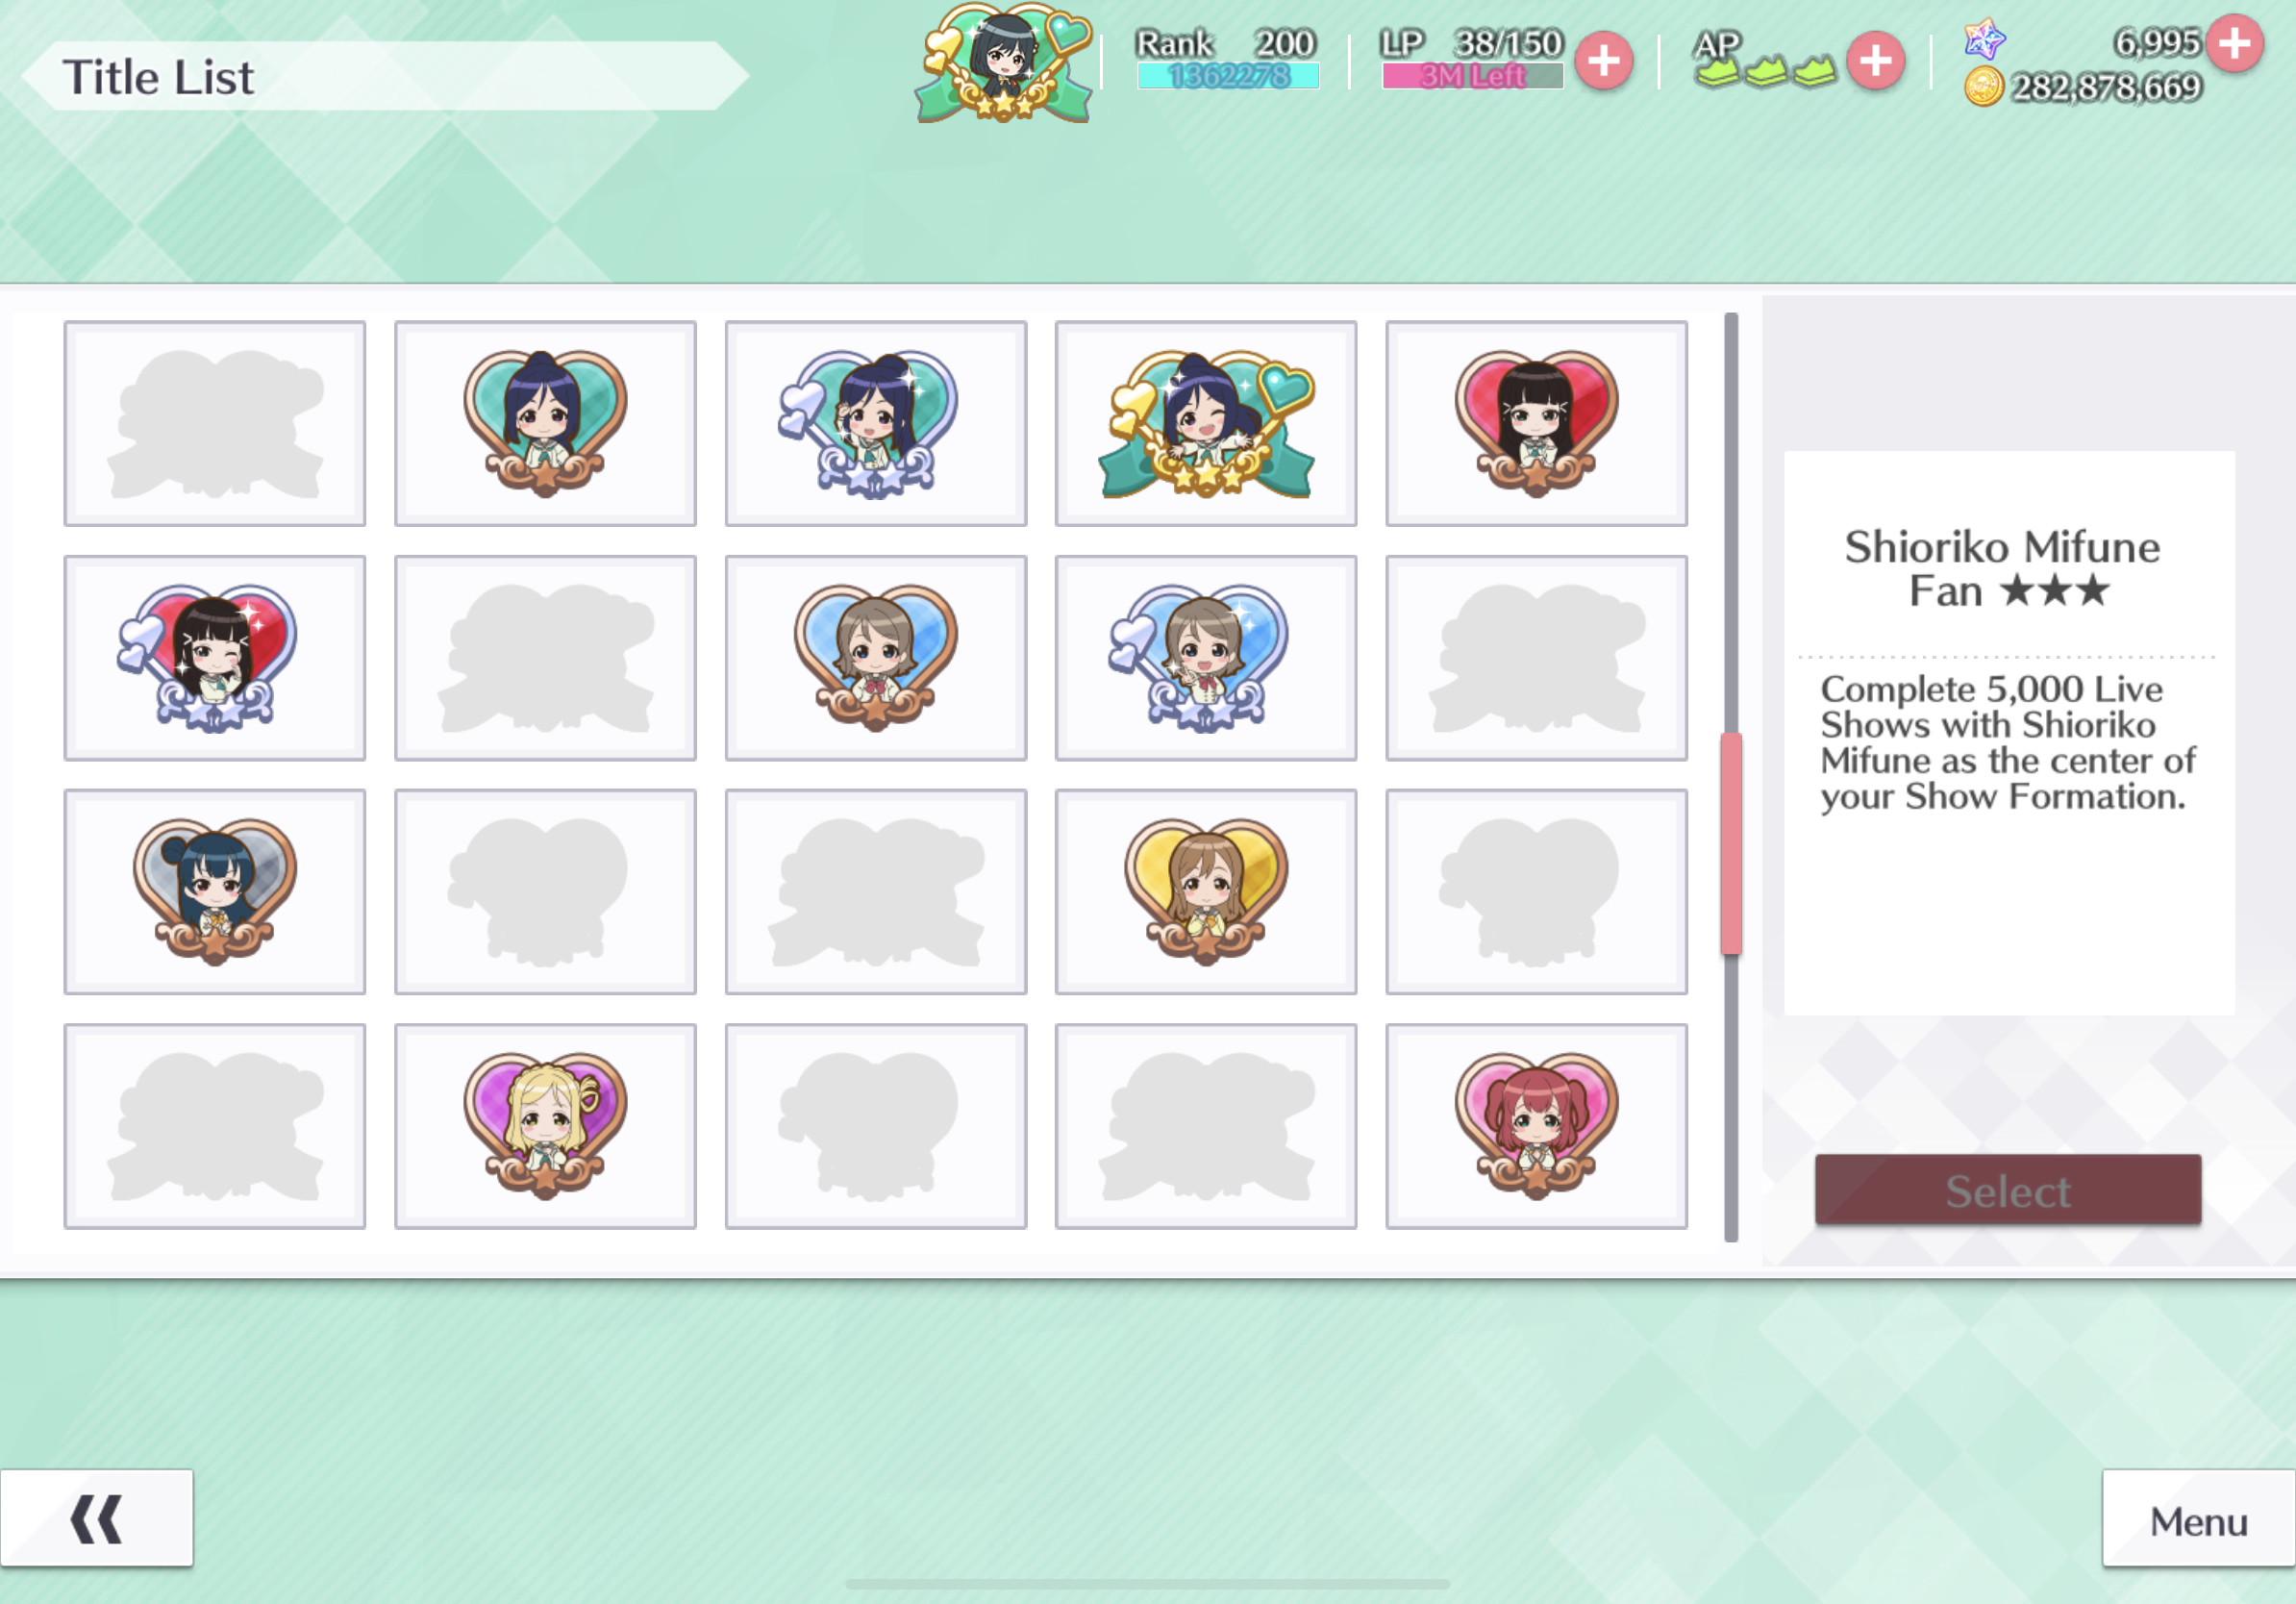 Title List
Rank 200
1362278
LP 38/150
3M Left
AP
6,995
282,878,669
Shioriko Mifune
Fan ★★★
Complete 5,000 Live
Shows with Shioriko
Mifune as the center of
your Show Formation.
Select
Menu